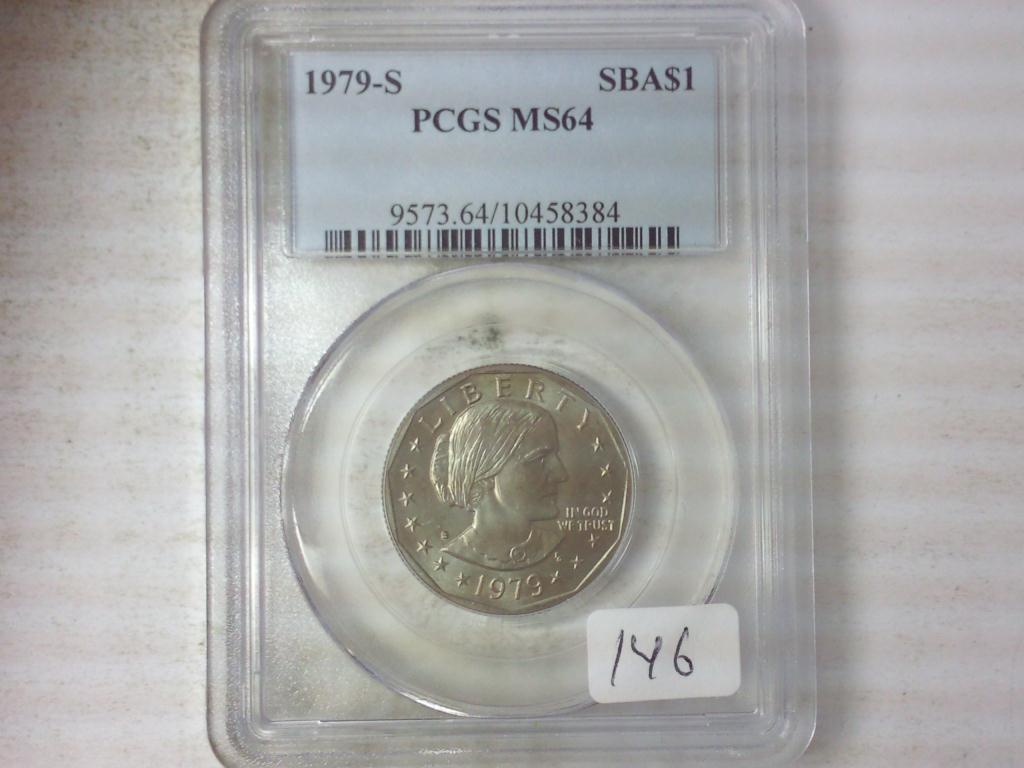 1979-S SBA$1
PCGS MS64
9573.64/10458384
LIBERTY
IN GOD
WE TRUST
S
1979
146